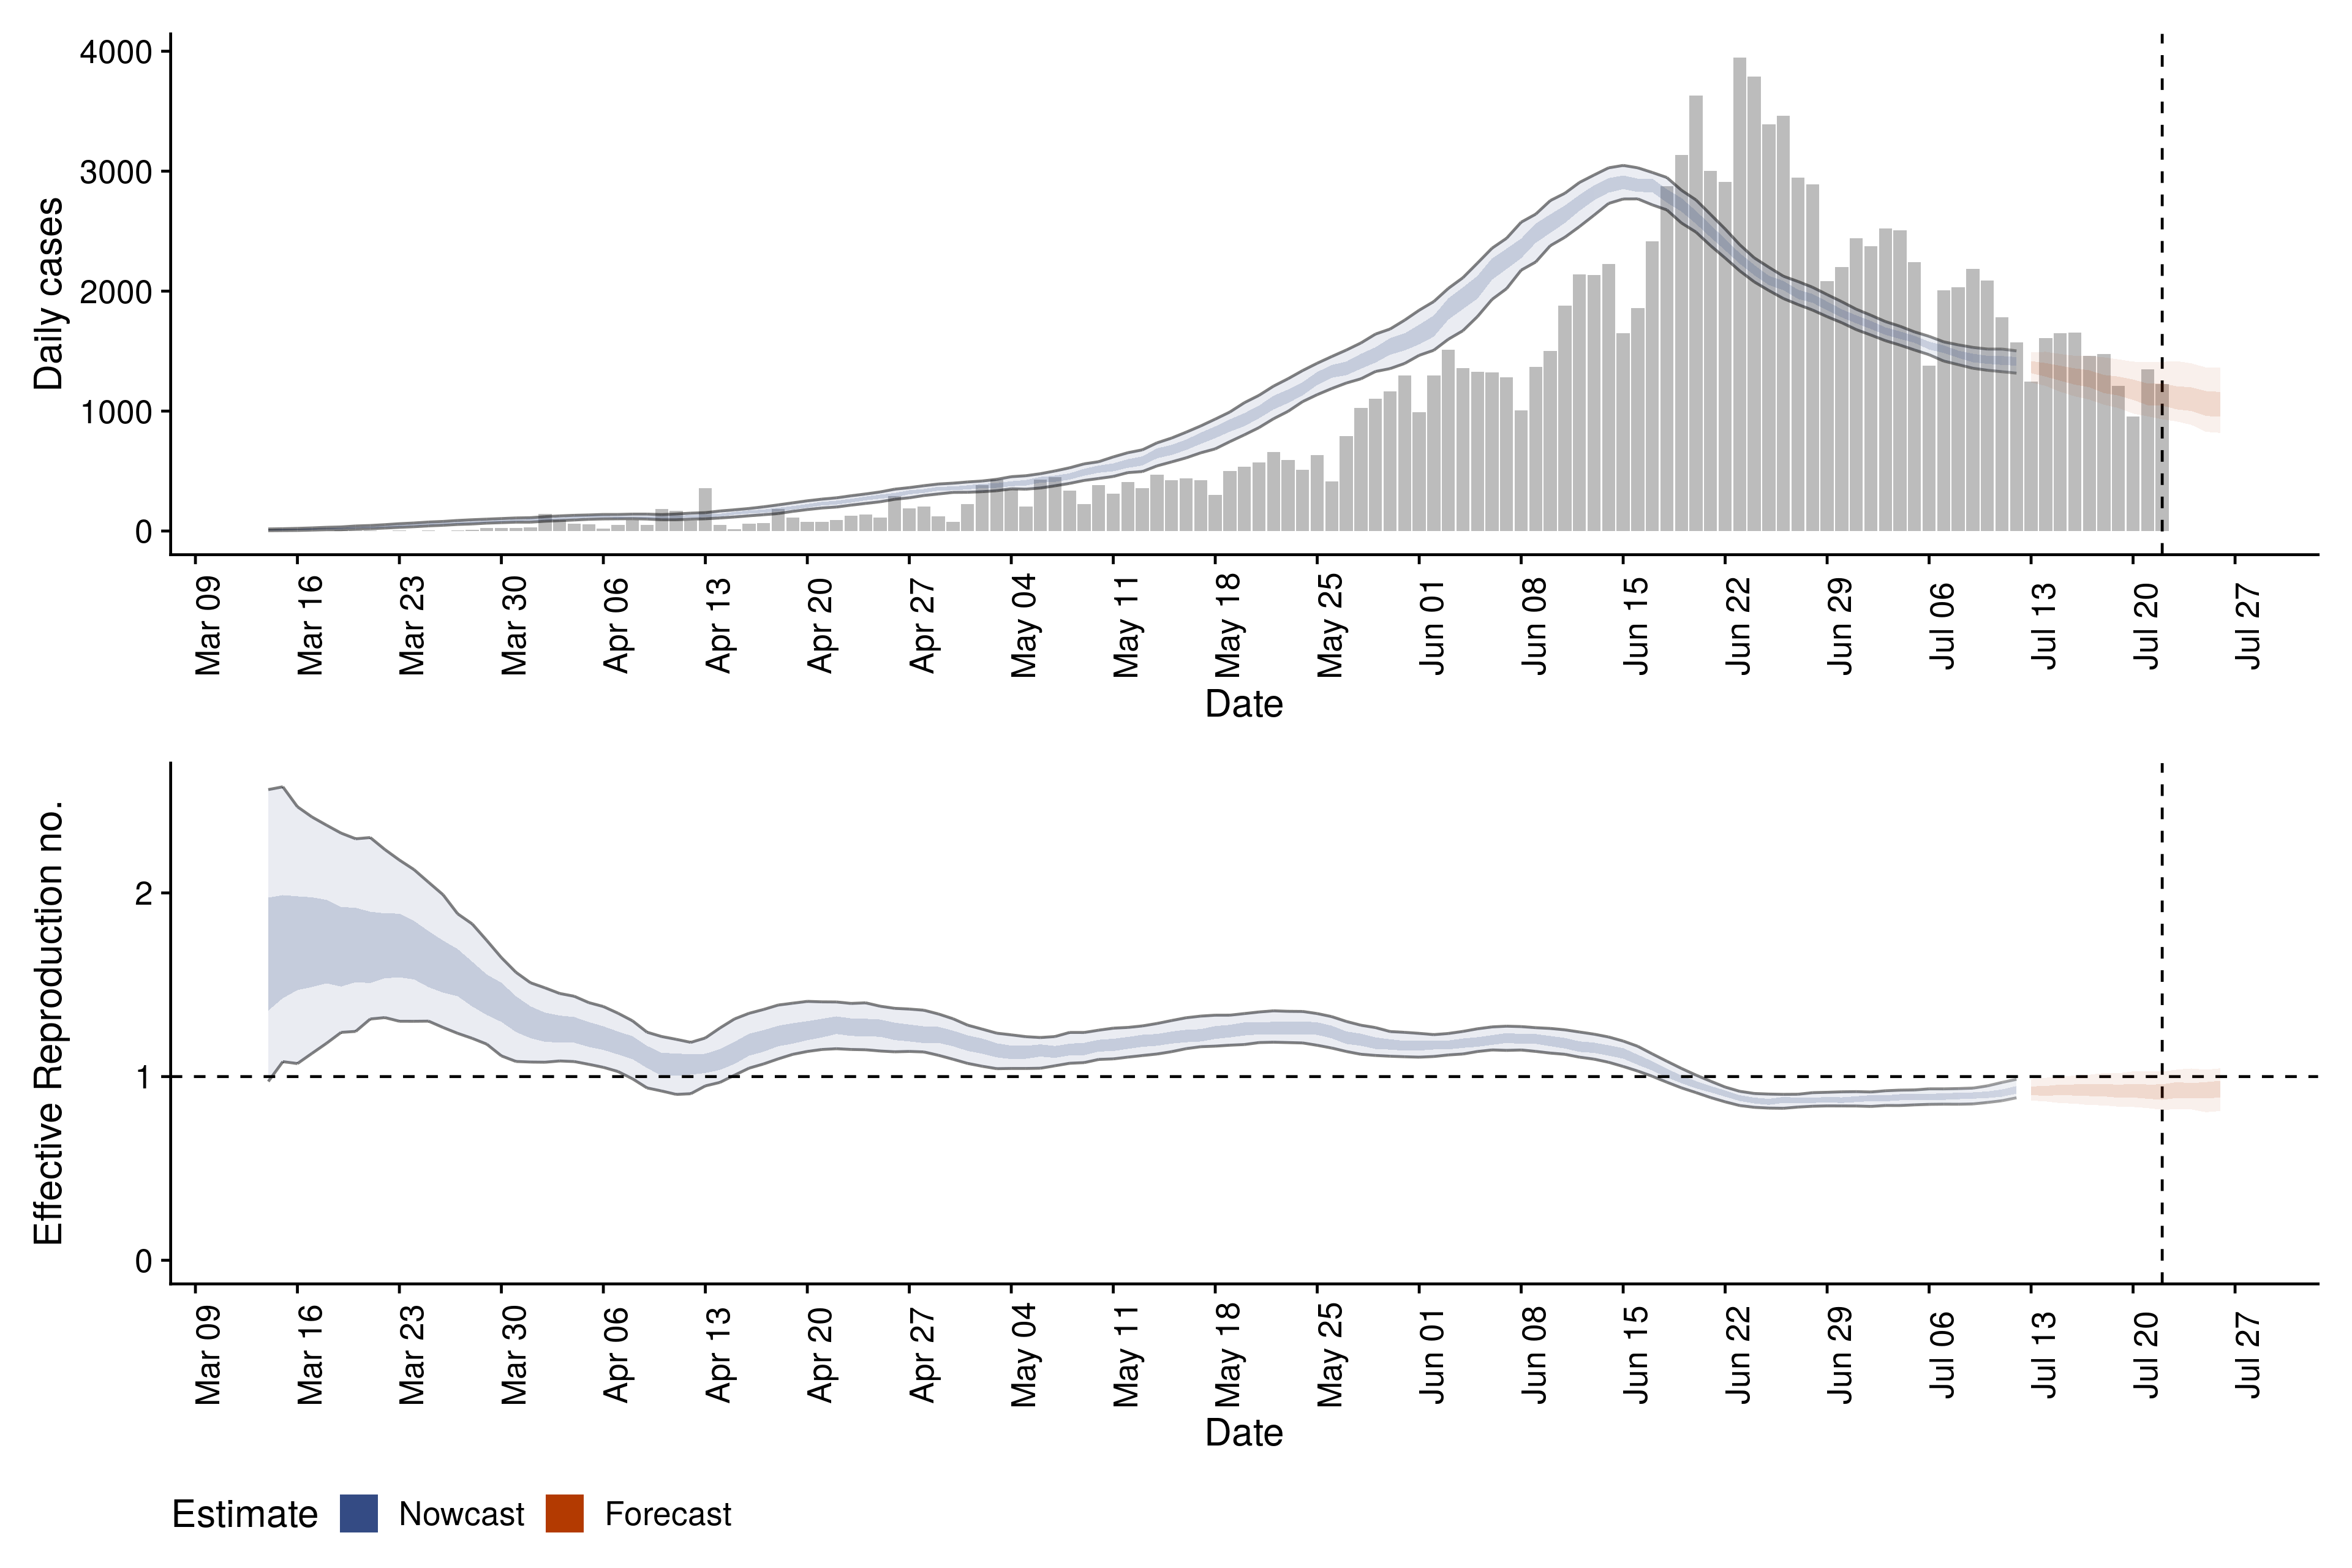 Daily cases
4000
3000
2000
1000
0
Mar 09 Mar 16 Mar 23 Mar 30 Apr 06 Apr 13 Apr 20 Apr 27 May 04 May 11 May 18 May 25 Jun 01 Jun 08 Jun 15 Jun 22 Jun 29 Jul 06 Jul 13 Jul 20 Jul 27
Date
Effective Reproduction no.
2
1
0
Mar 09 Mar 16 Mar 23 Mar 30 Apr 06 Apr 13 Apr 20 Apr 27 May 04 May 11 May 18 May 25 Jun 01 Jun 08 Jun 15 Jun 22 Jun 29 Jul 06 Jul 13 Jul 20 Jul 27
Date
Estimate Nowcast Forecast